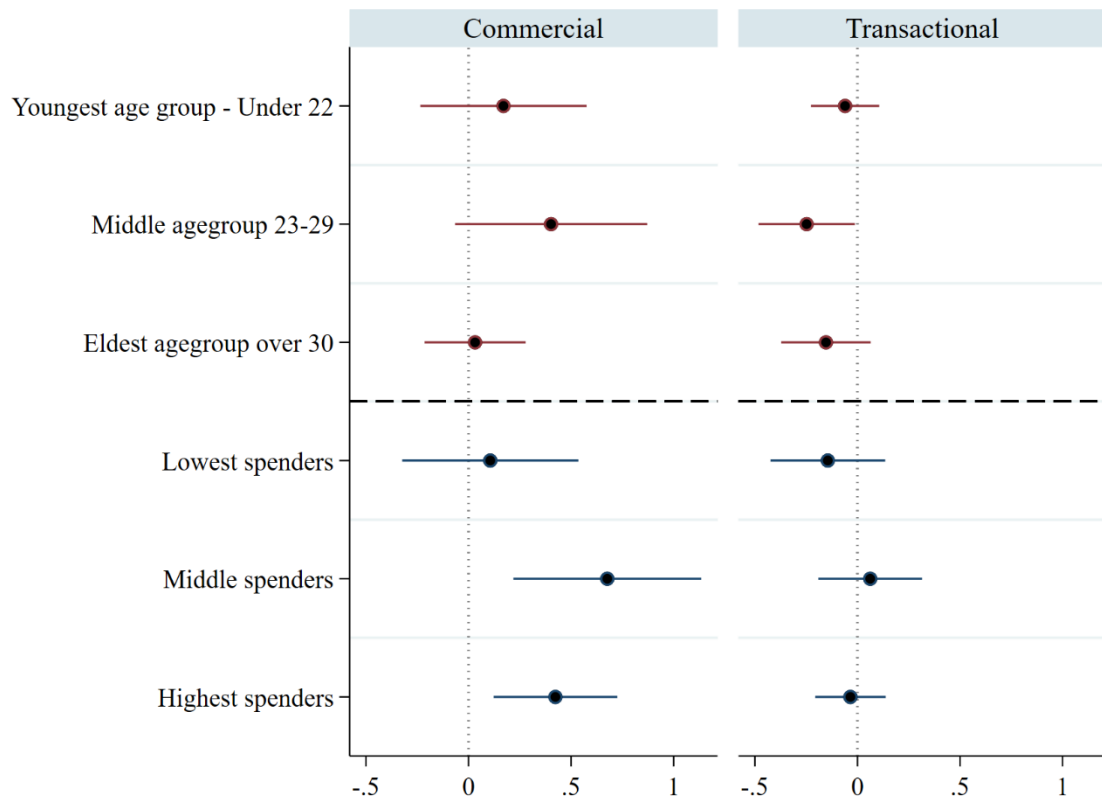 Commercial
Transactional
Youngest age group - Under 22
Middle agegroup 23-29
Eldest agegroup over 30
Lowest spenders
Middle spenders
Highest spenders
-.5 0 .5 1
-.5 0 .5 1